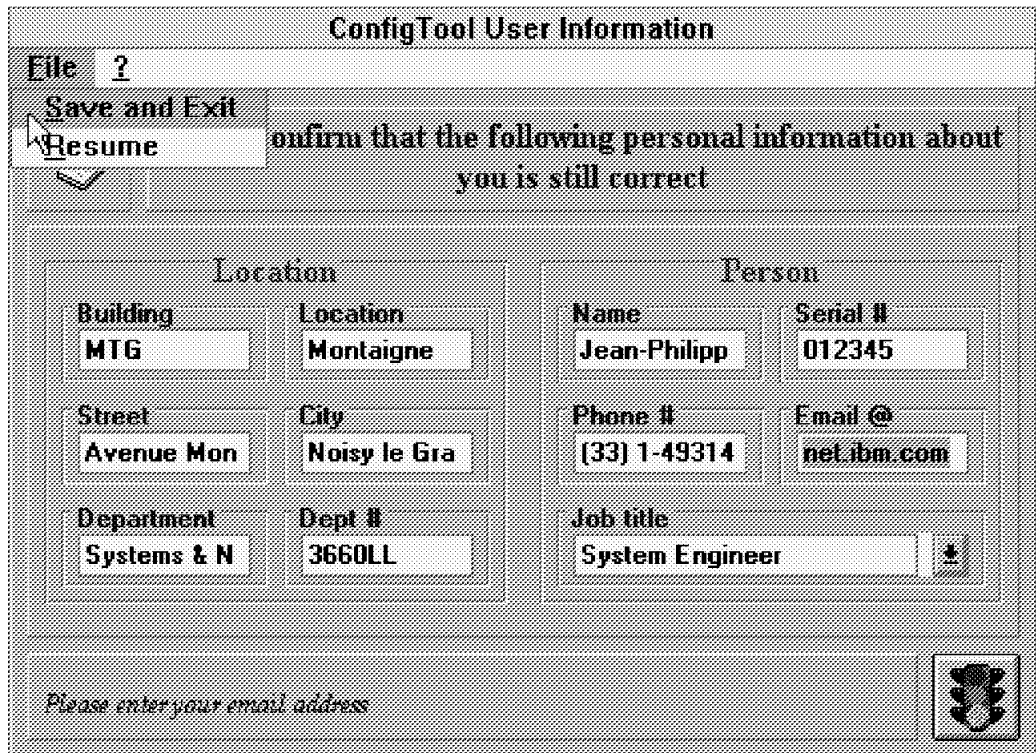 ConfigTool User Information
File ?
Save and Exit
Resume
onfirm that the following personal information about
you is still correct
Location
Person
Building
Location
Name
Serial #
MTG
Montaigne
Jean-Philipp
012345
Street
City
Phone #
Email @
Avenue Mon
Noisy le Gra
(33) 1-49314
net.ibm.com
Department
Dept #
Job title
Systems & N
3660LL
System Engineer
Please enter your email address